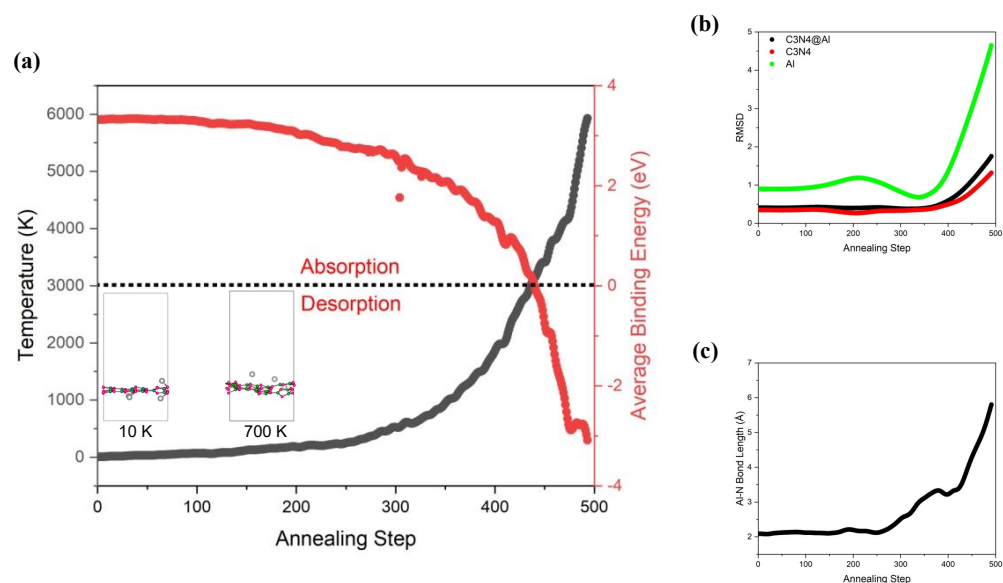 (a)
Temperature (K)
6000
5000
4000
3000
2000
1000
0
Absorption
Desorption
10 K
700 K
4
2
0
-2
-4
Average Binding Energy (eV)
0
100
200
300
400
500
Annealing Step
(b)
C3N4@Al
C3N4
Al
RMSD
5
4
3
2
1
0
0
100
200
300
400
500
Annealing Step
(c)
Al-N Bond Length (Å)
7
6
5
4
3
2
0
100
200
300
400
500
Annealing Step